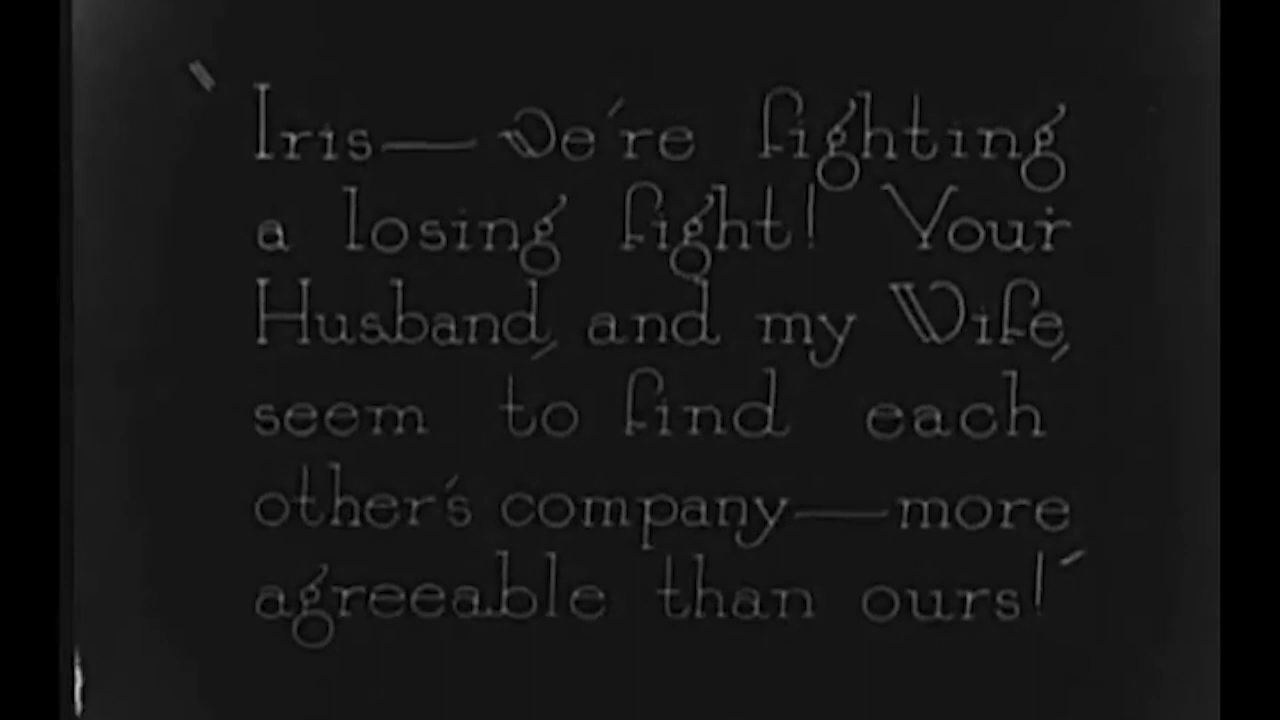 "Iris—we're fighting
a losing fight! Your
Husband, and my Wife,
seem to find each
other's company—more
agreeable than ours!"